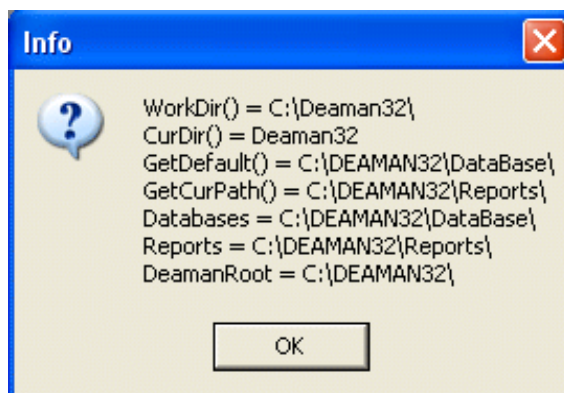 Info
WorkDir() = C:\Deaman32\
CurDir() = Deaman32
GetDefault() = C:\DEAMAN32\DataBase\
GetCurPath() = C:\DEAMAN32\Reports\
Databases = C:\DEAMAN32\DataBase\
Reports = C:\DEAMAN32\Reports\
DeamanRoot = C:\DEAMAN32\
OK